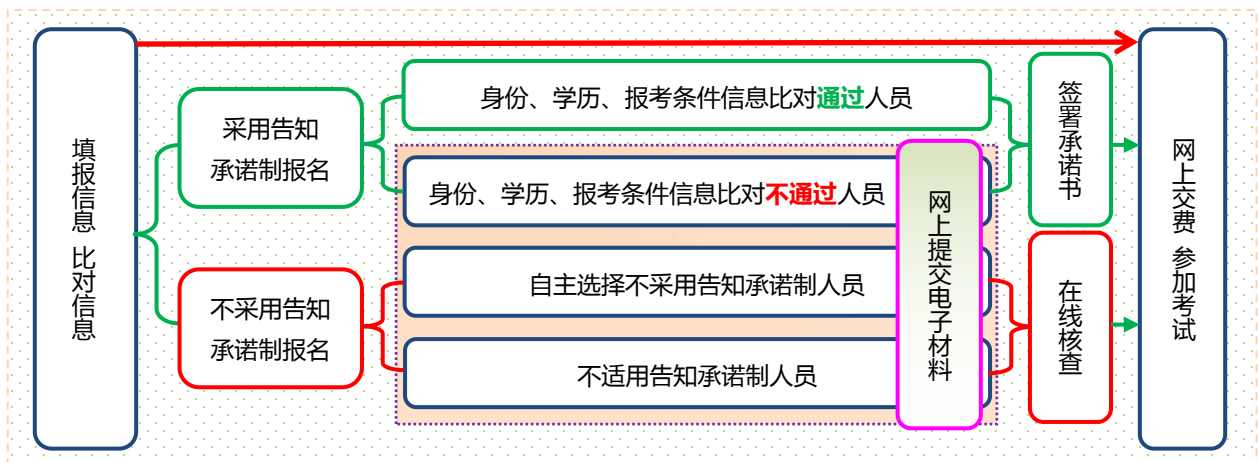 填报信息 比对信息
采用告知
承诺制报名
不采用告知
承诺制报名
身份、学历、报考条件信息比对通过人员
身份、学历、报考条件信息比对不通过人员
自主选择不采用告知承诺制人员
不适用告知承诺制人员
网上提交电子材料
签署承诺书
在线核查
网上交费 参加考试